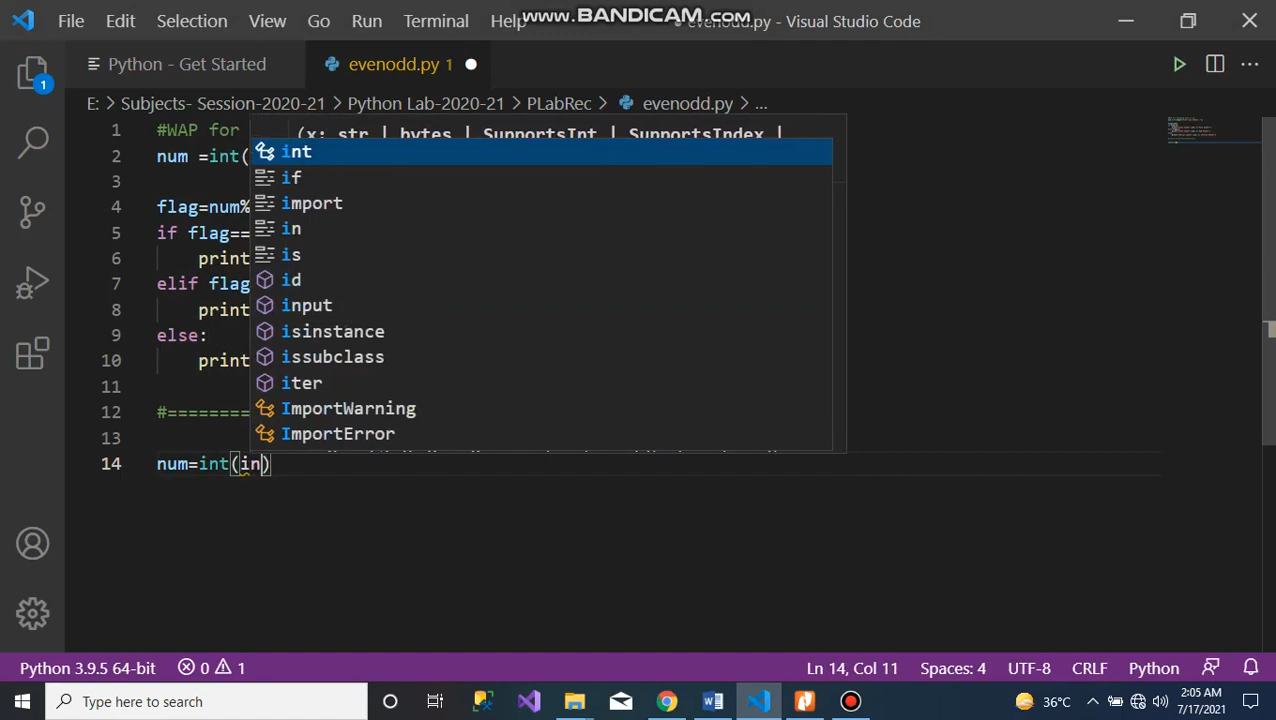 File Edit Selection View Go Run Terminal Help www.BANDICAM.com evenodd.py - Visual Studio Code
Python - Get Started evenodd.py 1
E: > Subjects- Session-2020-21 > Python Lab-2020-21 > PLabRec > evenodd.py > ...
1 #WAP for
(x: str | bytes | SupportsInt | SupportsIndex |
int
2 num =int(
if
3
import
4 flag=num%
in
5 if flag==
is
6 print
id
7 elif flag
input
8 print
isinstance
9 else:
issubclass
10 print
iter
11
ImportWarning
12 #=========
ImportError
13
14 num=int(in)
Python 3.9.5 64-bit 0 1 Ln 14, Col 11 Spaces: 4 UTF-8 CRLF Python
Type here to search 36°C 2:05 AM
7/17/2021